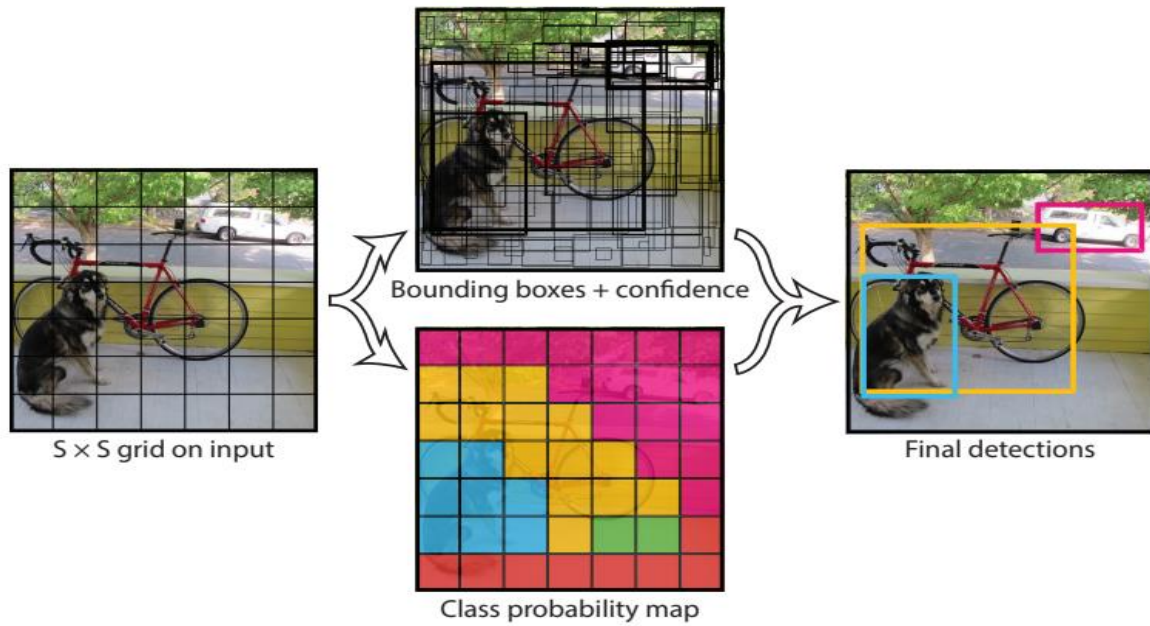 S × S grid on input
Bounding boxes + confidence
Class probability map
Final detections